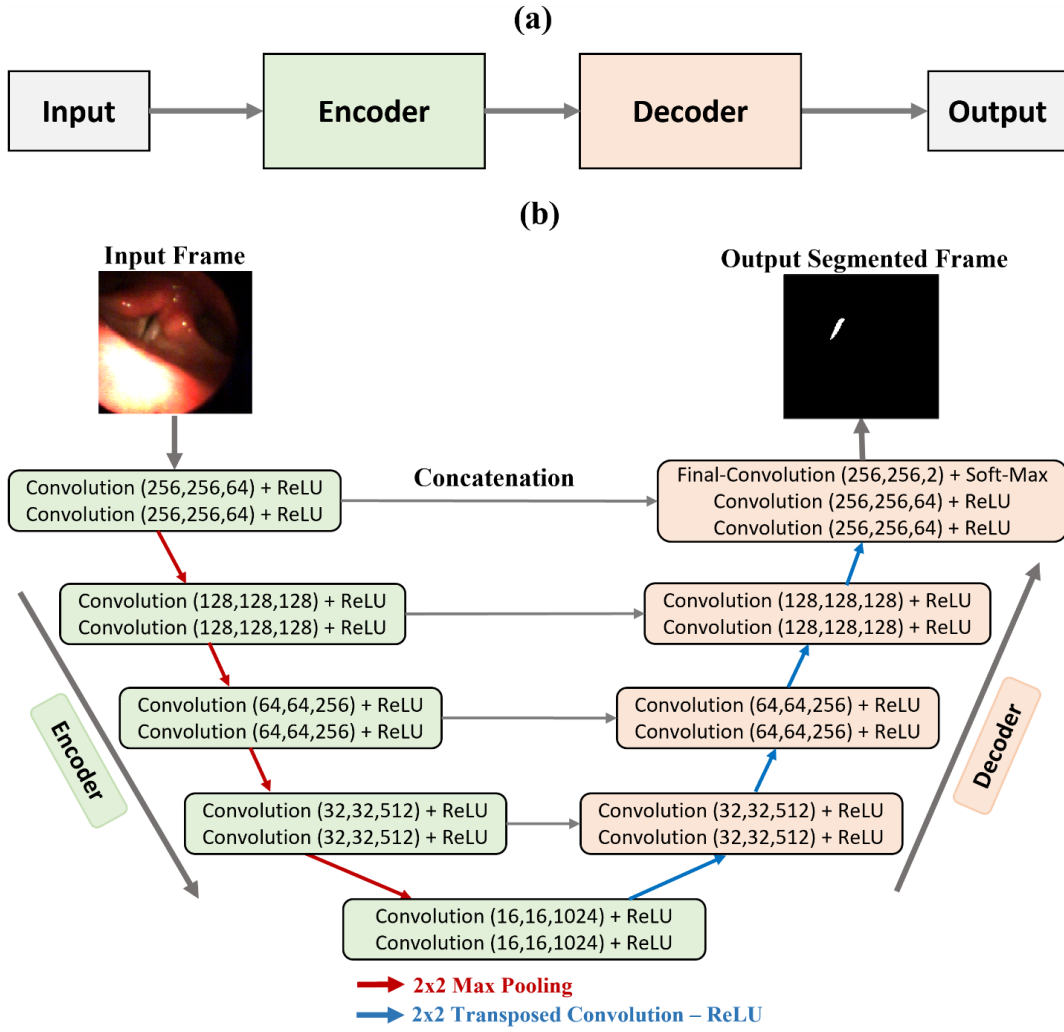 (a)
Input
Encoder
Decoder
Output
(b)
Input Frame
Output Segmented Frame
Convolution (256,256,64) + ReLU
Convolution (256,256,64) + ReLU
Concatenation
Final-Convolution (256,256,2) + Soft-Max
Convolution (256,256,64) + ReLU
Convolution (256,256,64) + ReLU
Convolution (128,128,128) + ReLU
Convolution (128,128,128) + ReLU
Convolution (128,128,128) + ReLU
Convolution (128,128,128) + ReLU
Convolution (64,64,256) + ReLU
Convolution (64,64,256) + ReLU
Convolution (64,64,256) + ReLU
Convolution (64,64,256) + ReLU
Encoder
Decoder
Convolution (32,32,512) + ReLU
Convolution (32,32,512) + ReLU
Convolution (32,32,512) + ReLU
Convolution (32,32,512) + ReLU
Convolution (16,16,1024) + ReLU
Convolution (16,16,1024) + ReLU
2x2 Max Pooling
2x2 Transposed Convolution – ReLU